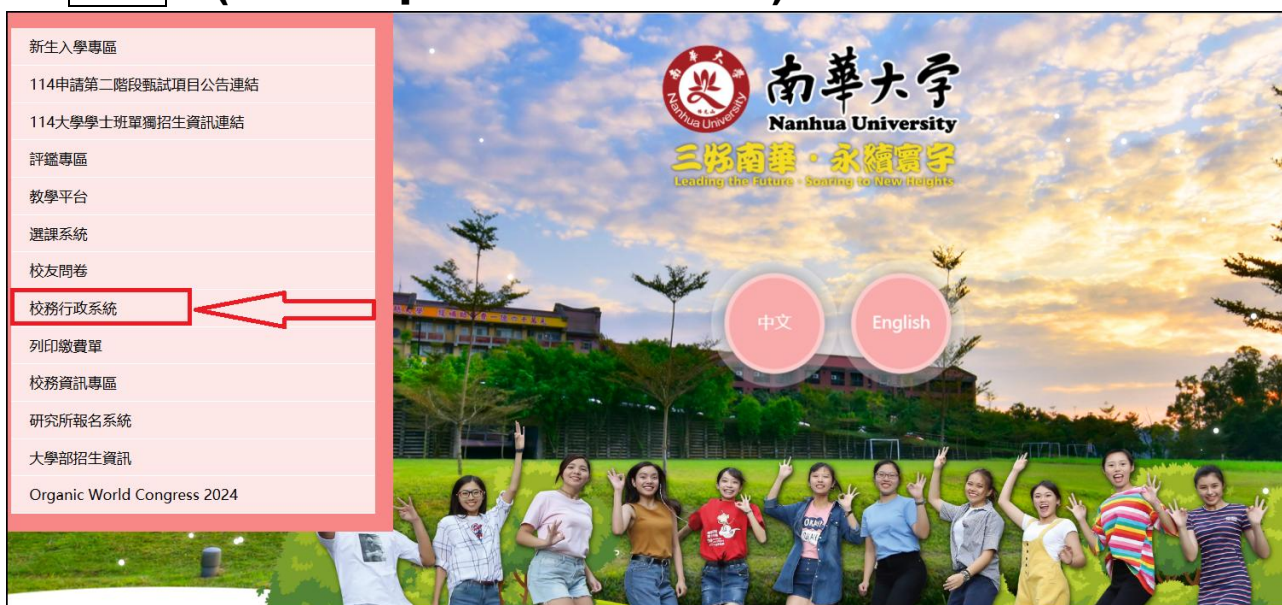 新生入學專區
114申請第二階段甄試項目公告連結
114大學學士班單獨招生資訊連結
評鑑專區
教學平台
選課系統
校友問卷
校務行政系統
列印繳費單
校務資訊專區
研究所報名系統
大學部招生資訊
Organic World Congress 2024
南華大學
Nanhua University
南華大学
Nanhua University
三好南華·永續寰宇
Leading the Future · Soaring to New Heights
中文
English